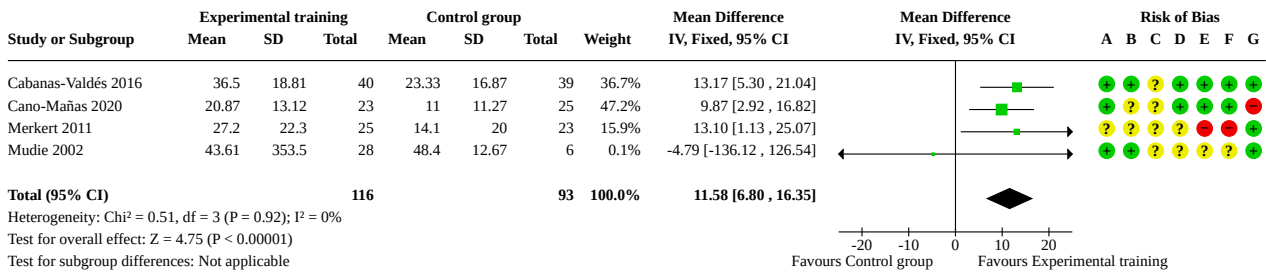 Experimental training Control group Mean Difference Mean Difference Risk of Bias
Study or Subgroup Mean SD Total Mean SD Total Weight IV, Fixed, 95% CI IV, Fixed, 95% CI A B C D E F G
Cabanas-Valdés 2016 36.5 18.81 40 23.33 16.87 39 36.7% 13.17 [5.30 , 21.04] + + ? + + + +
Cano-Mañas 2020 20.87 13.12 23 11 11.27 25 47.2% 9.87 [2.92 , 16.82] + ? ? + + + −
Merkert 2011 27.2 22.3 25 14.1 20 23 15.9% 13.10 [1.13 , 25.07] ? ? ? ? − − +
Mudie 2002 43.61 353.5 28 48.4 12.67 6 0.1% -4.79 [-136.12 , 126.54] + + ? ? ? ? +
Total (95% CI) 116 93 100.0% 11.58 [6.80 , 16.35]
Heterogeneity: Chi² = 0.51, df = 3 (P = 0.92); I² = 0%
Test for overall effect: Z = 4.75 (P < 0.00001) -20 -10 0 10 20
Test for subgroup differences: Not applicable Favours Control group Favours Experimental training